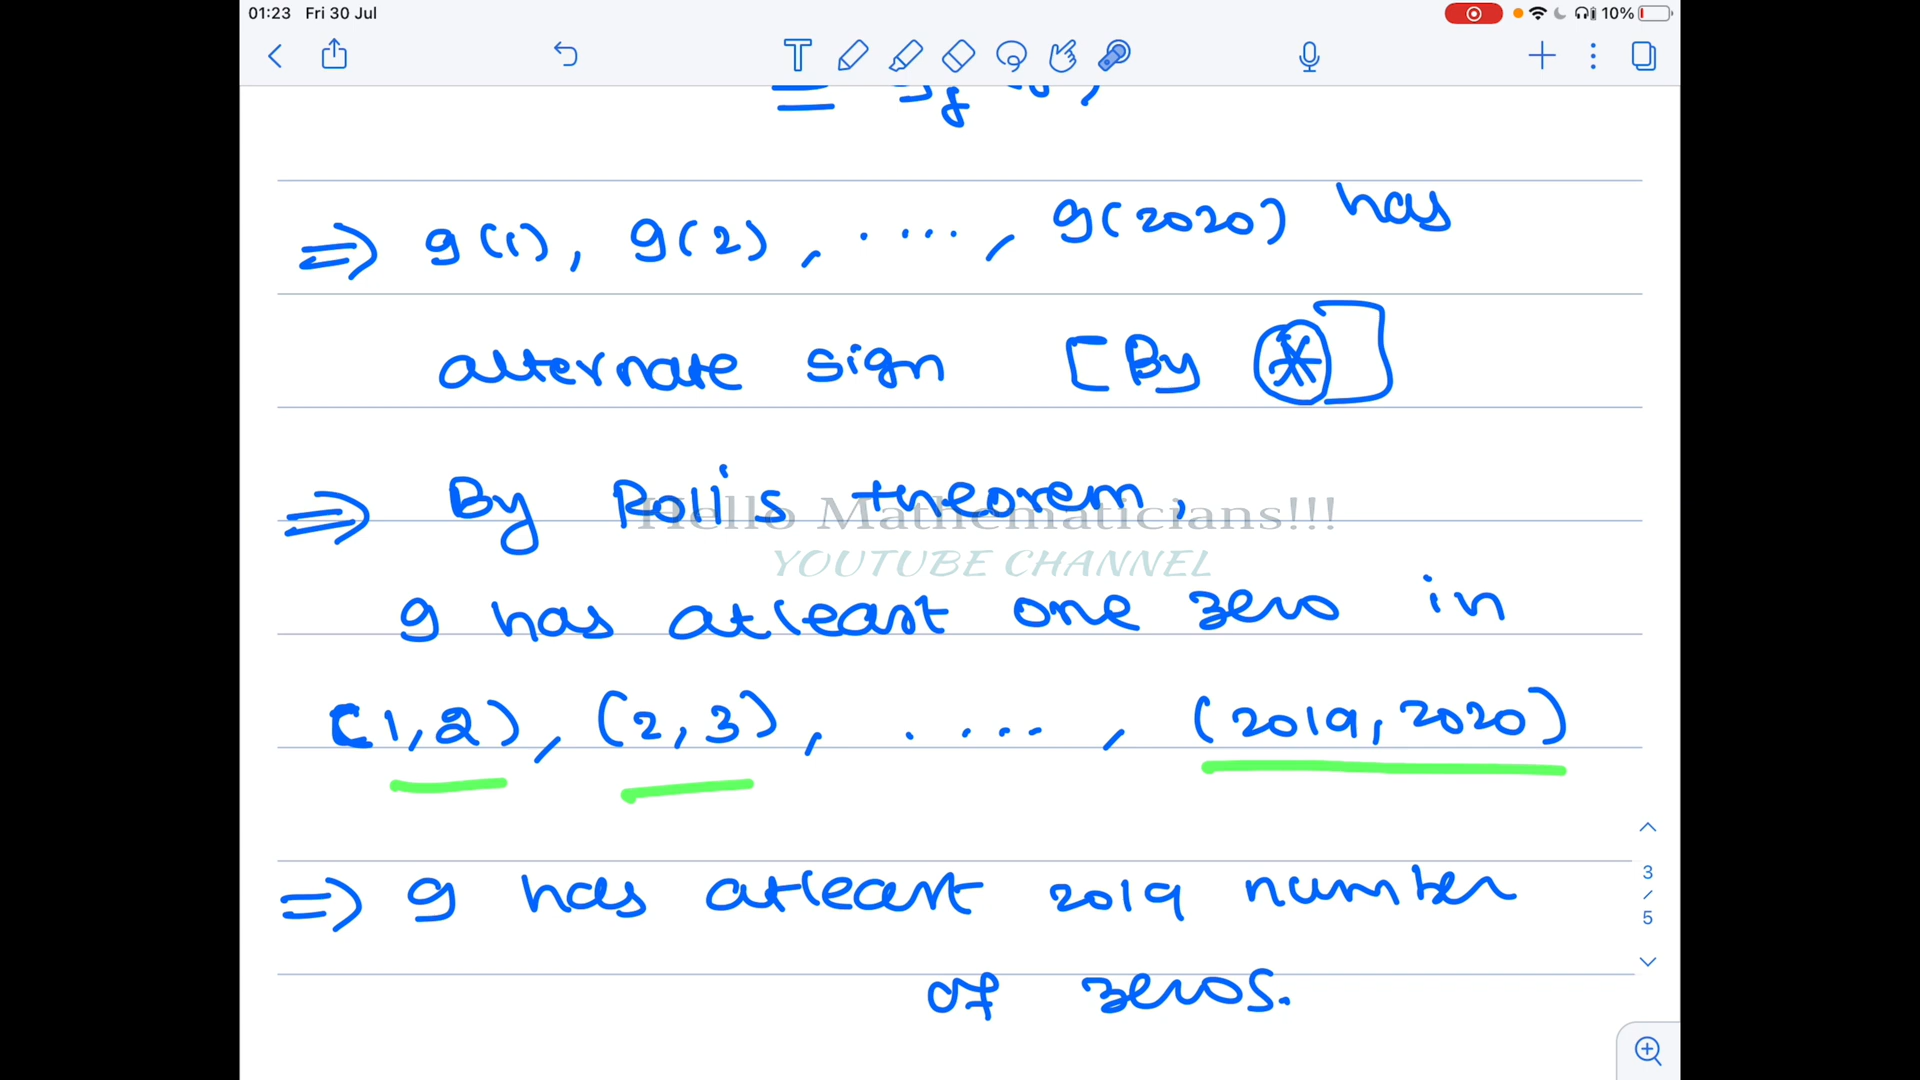 01:23 Fri 30 Jul 10%
⇒ g(1), g(2), ....., g(2020) has
alternate sign [By ⊛]
⇒ By Roll's theorem,
Hello Mathematicians!!!
YOUTUBE CHANNEL
g has atleast one zero in
(1,2), (2,3), ....., (2019,2020)
⇒ g has atleast 2019 number
of zeros.
3
/
5